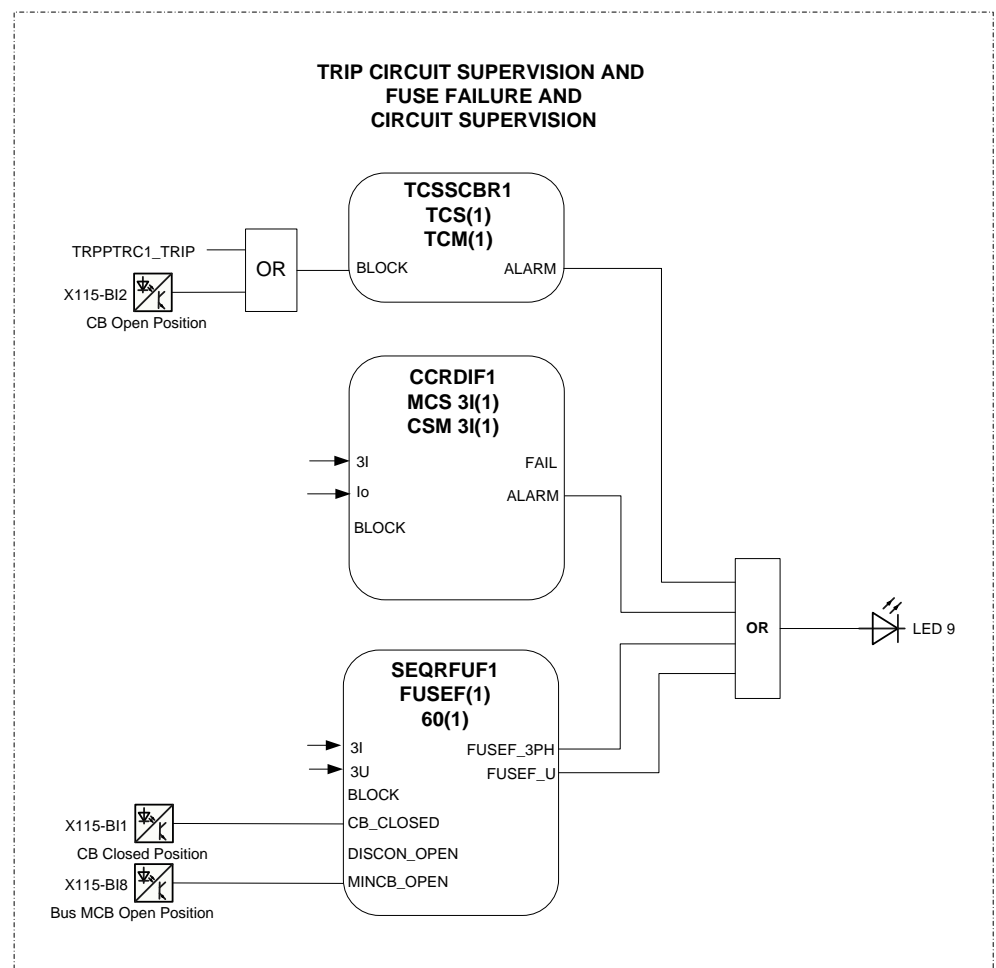 TRIP CIRCUIT SUPERVISION AND
FUSE FAILURE AND
CIRCUIT SUPERVISION
TCSSCBR1
TCS(1)
TCM(1)
TRPPTRC1_TRIP
OR
BLOCK
ALARM
X115-BI2
CB Open Position
CCRDIF1
MCS 3I(1)
CSM 3I(1)
3I
FAIL
Io
ALARM
BLOCK
OR
LED 9
SEQRFUF1
FUSEF(1)
60(1)
3I
FUSEF_3PH
3U
FUSEF_U
BLOCK
X115-BI1
CB_CLOSED
CB Closed Position
DISCON_OPEN
X115-BI8
MINCB_OPEN
Bus MCB Open Position